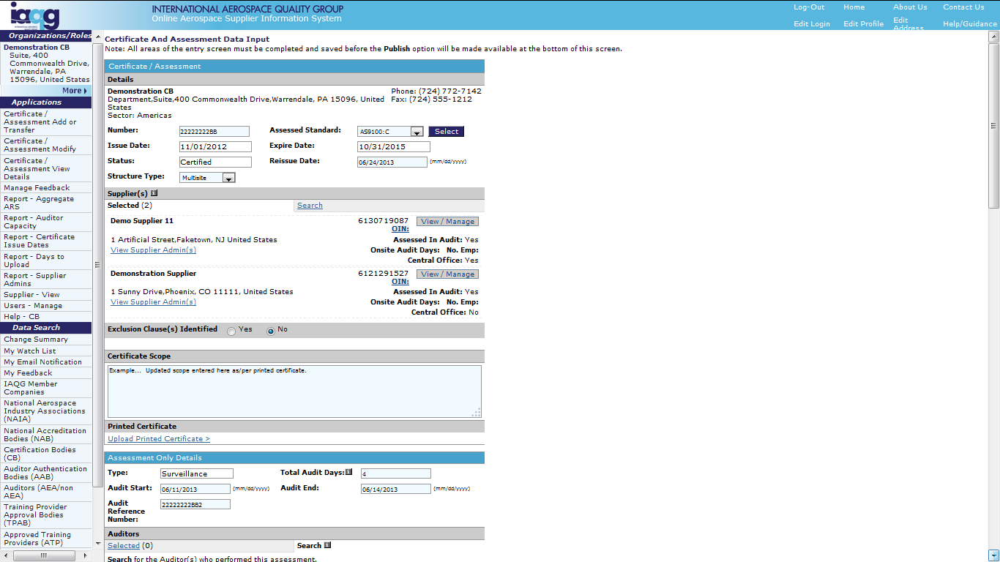 iaqg
INTERNATIONAL AEROSPACE QUALITY GROUP
Online Aerospace Supplier Information System
Log-Out Home About Us Contact Us
Edit Login Edit Profile Edit Address Help/Guidance
Organizations/Roles
Demonstration CB
Suite, 400
Commonwealth Drive,
Warrendale, PA
15096, United States
More
Applications
Certificate /
Assessment Add or
Transfer
Certificate /
Assessment Modify
Certificate /
Assessment View
Details
Manage Feedback
Report - Aggregate
ARS
Report - Auditor
Capacity
Report - Certificate
Issue Dates
Report - Days to
Upload
Report - Supplier
Admins
Supplier - View
Users - Manage
Help - CB
Data Search
Change Summary
My Watch List
My Email Notification
My Feedback
IAQG Member
Companies
National Aerospace
Industry Associations
(NAIA)
National Accreditation
Bodies (NAB)
Certification Bodies
(CB)
Auditor Authentication
Bodies (AAB)
Auditors (AEA/non
AEA)
Training Provider
Approval Bodies
(TPAB)
Approved Training
Providers (ATP)
Certificate And Assessment Data Input
Note: All areas of the entry screen must be completed and saved before the Publish option will be made available at the bottom of this screen.
Certificate / Assessment
Details
Demonstration CB Phone: (724) 772-7142
Department,Suite,400 Commonwealth Drive,Warrendale, PA 15096, United Fax: (724) 555-1212
States
Sector: Americas
Number: 22222222BB Assessed Standard: AS9100:C Select
Issue Date: 11/01/2012 Expire Date: 10/31/2015
Status: Certified Reissue Date: 06/24/2013 (mm/dd/yyyy)
Structure Type: Multisite
Supplier(s)
Selected (2) Search
Demo Supplier 11 6130719087 View / Manage
OIN:
1 Artificial Street,Faketown, NJ United States Assessed In Audit: Yes
View Supplier Admin(s) Onsite Audit Days: No. Emp:
Central Office: Yes
Demonstration Supplier 6121291527 View / Manage
OIN:
1 Sunny Drive,Phoenix, CO 11111, United States Assessed In Audit: Yes
View Supplier Admin(s) Onsite Audit Days: No. Emp:
Central Office: No
Exclusion Clause(s) Identified Yes No
Certificate Scope
Example... Updated scope entered here as/per printed certificate.
Printed Certificate
Upload Printed Certificate >
Assessment Only Details
Type: Surveillance Total Audit Days: 4
Audit Start: 06/11/2013 (mm/dd/yyyy) Audit End: 06/14/2013 (mm/dd/yyyy)
Audit
Reference
Number: 22222222BB2
Auditors
Selected (0) Search
Search for the Auditor(s) who performed this assessment.